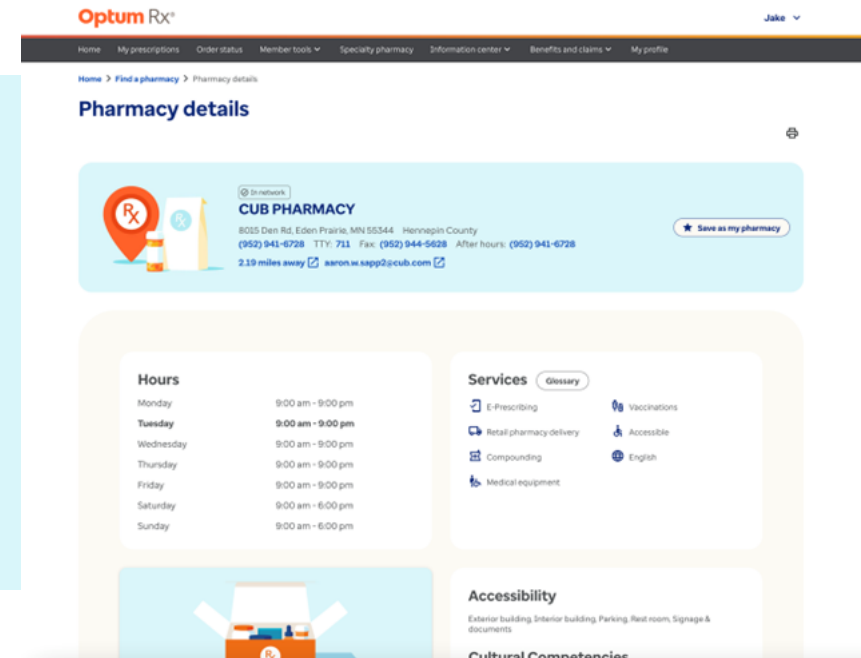 Optum Rx®
Jake
Home My prescriptions Order status Member tools Specialty pharmacy Information center Benefits and claims My profile
Home > Find a pharmacy > Pharmacy details
Pharmacy details
Rx
Rx
In network
CUB PHARMACY
8015 Den Rd, Eden Prairie, MN 55344 Hennepin County
(952) 941-6728 TTY: 711 Fax: (952) 944-5628 After hours: (952) 941-6728
2.19 miles away aaron.w.sapp2@cub.com
Save as my pharmacy
Hours
Monday 9:00 am - 9:00 pm
Tuesday 9:00 am - 9:00 pm
Wednesday 9:00 am - 9:00 pm
Thursday 9:00 am - 9:00 pm
Friday 9:00 am - 9:00 pm
Saturday 9:00 am - 6:00 pm
Sunday 9:00 am - 6:00 pm
Services Glossary
E-Prescribing Vaccinations
Retail pharmacy delivery Accessible
Compounding English
Medical equipment
Rx
Accessibility
Exterior building, Interior building, Parking, Rest room, Signage &
documents
Cultural Competencies